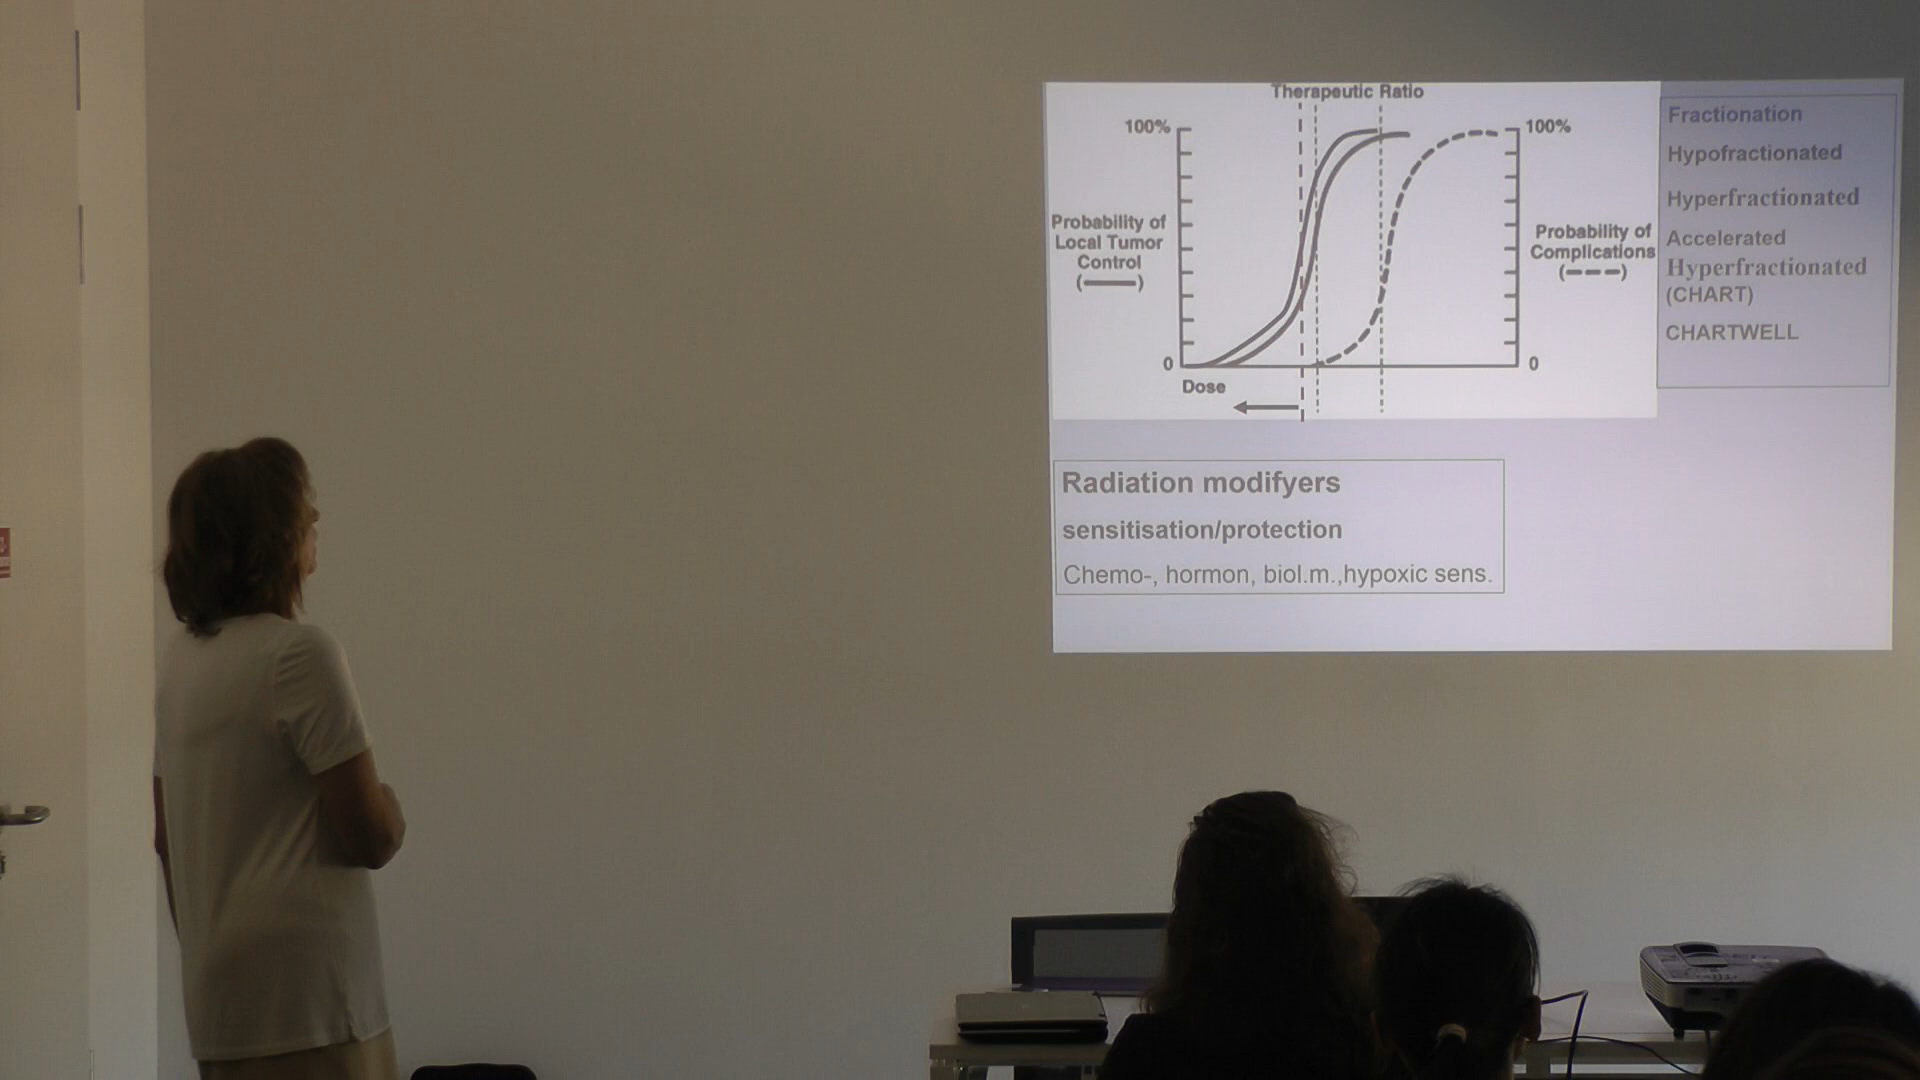 Therapeutic Ratio
100%
100%
Probability of
Local Tumor
Control
(——)
Probability of
Complications
(---)
0
0
Dose
Fractionation
Hypofractionated
Hyperfractionated
Accelerated
Hyperfractionated
(CHART)
CHARTWELL
Radiation modifyers
sensitisation/protection
Chemo-, hormon, biol.m.,hypoxic sens.